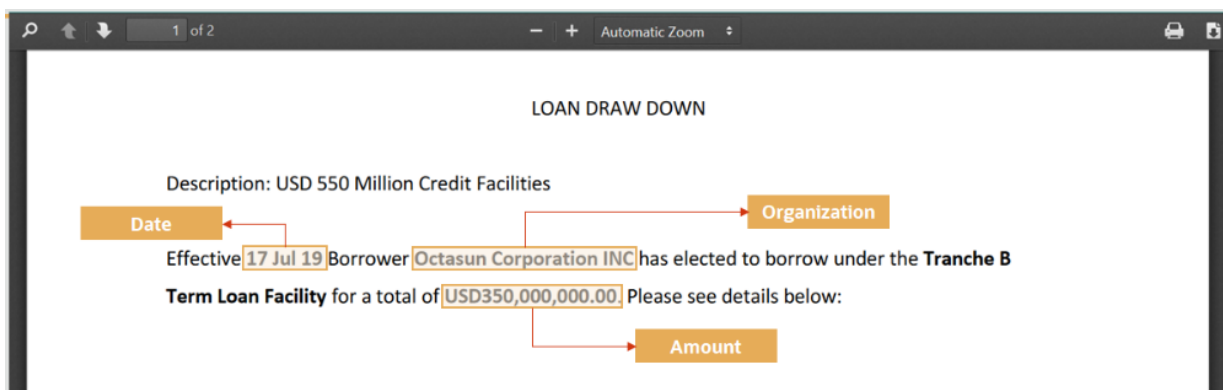 1 of 2
Automatic Zoom
LOAN DRAW DOWN
Description: USD 550 Million Credit Facilities
Date
Organization
Effective 17 Jul 19 Borrower Octasun Corporation INC has elected to borrow under the Tranche B
Term Loan Facility for a total of USD350,000,000.00. Please see details below:
Amount